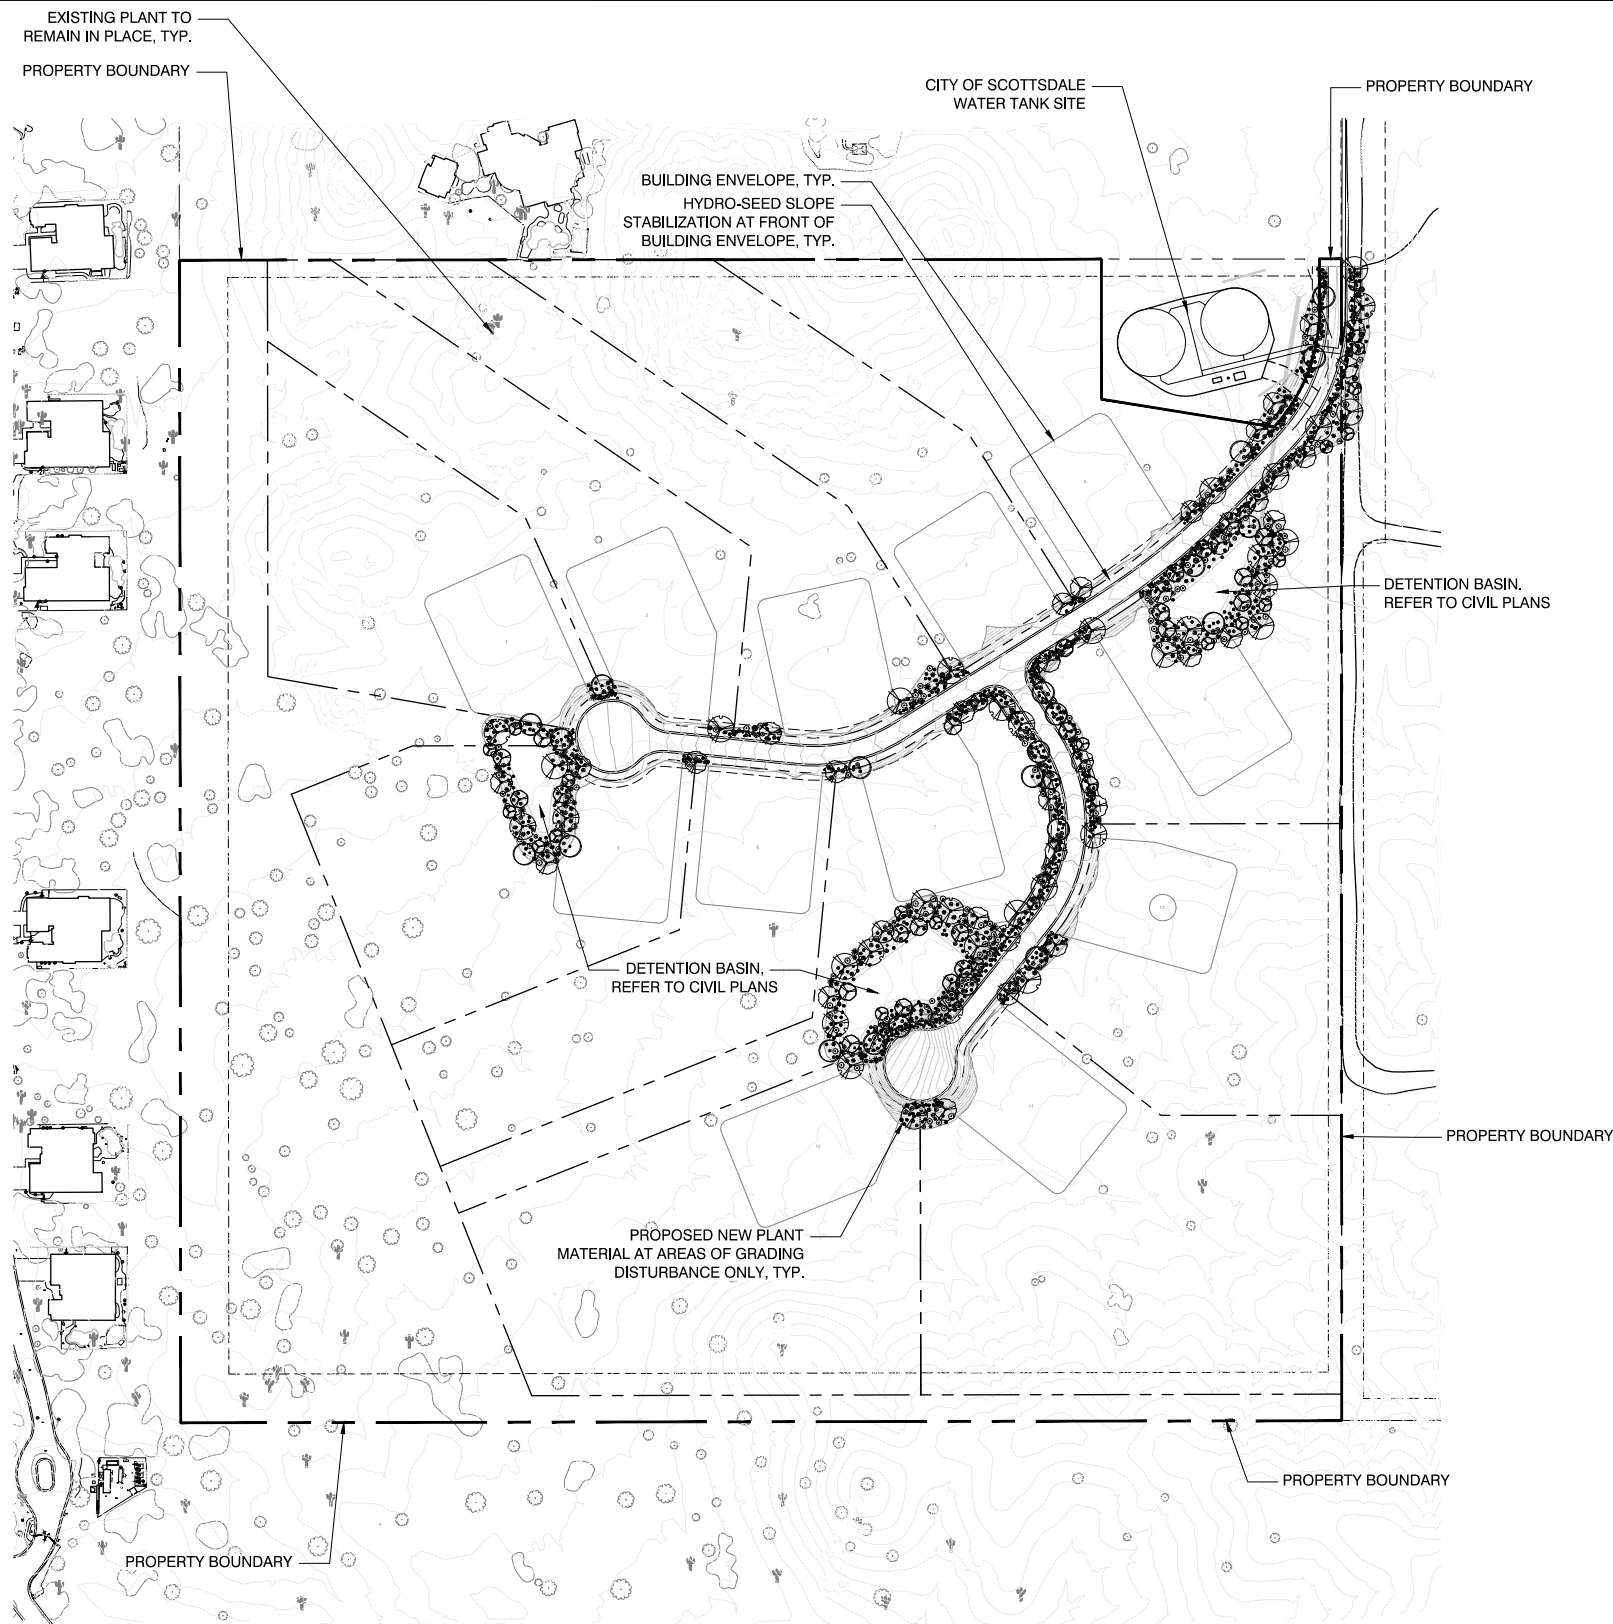 EXISTING PLANT TO
REMAIN IN PLACE, TYP.
PROPERTY BOUNDARY
CITY OF SCOTTSDALE
WATER TANK SITE
PROPERTY BOUNDARY
BUILDING ENVELOPE, TYP.
HYDRO-SEED SLOPE
STABILIZATION AT FRONT OF
BUILDING ENVELOPE, TYP.
DETENTION BASIN.
REFER TO CIVIL PLANS
DETENTION BASIN,
REFER TO CIVIL PLANS
PROPERTY BOUNDARY
PROPOSED NEW PLANT
MATERIAL AT AREAS OF GRADING
DISTURBANCE ONLY, TYP.
PROPERTY BOUNDARY
PROPERTY BOUNDARY